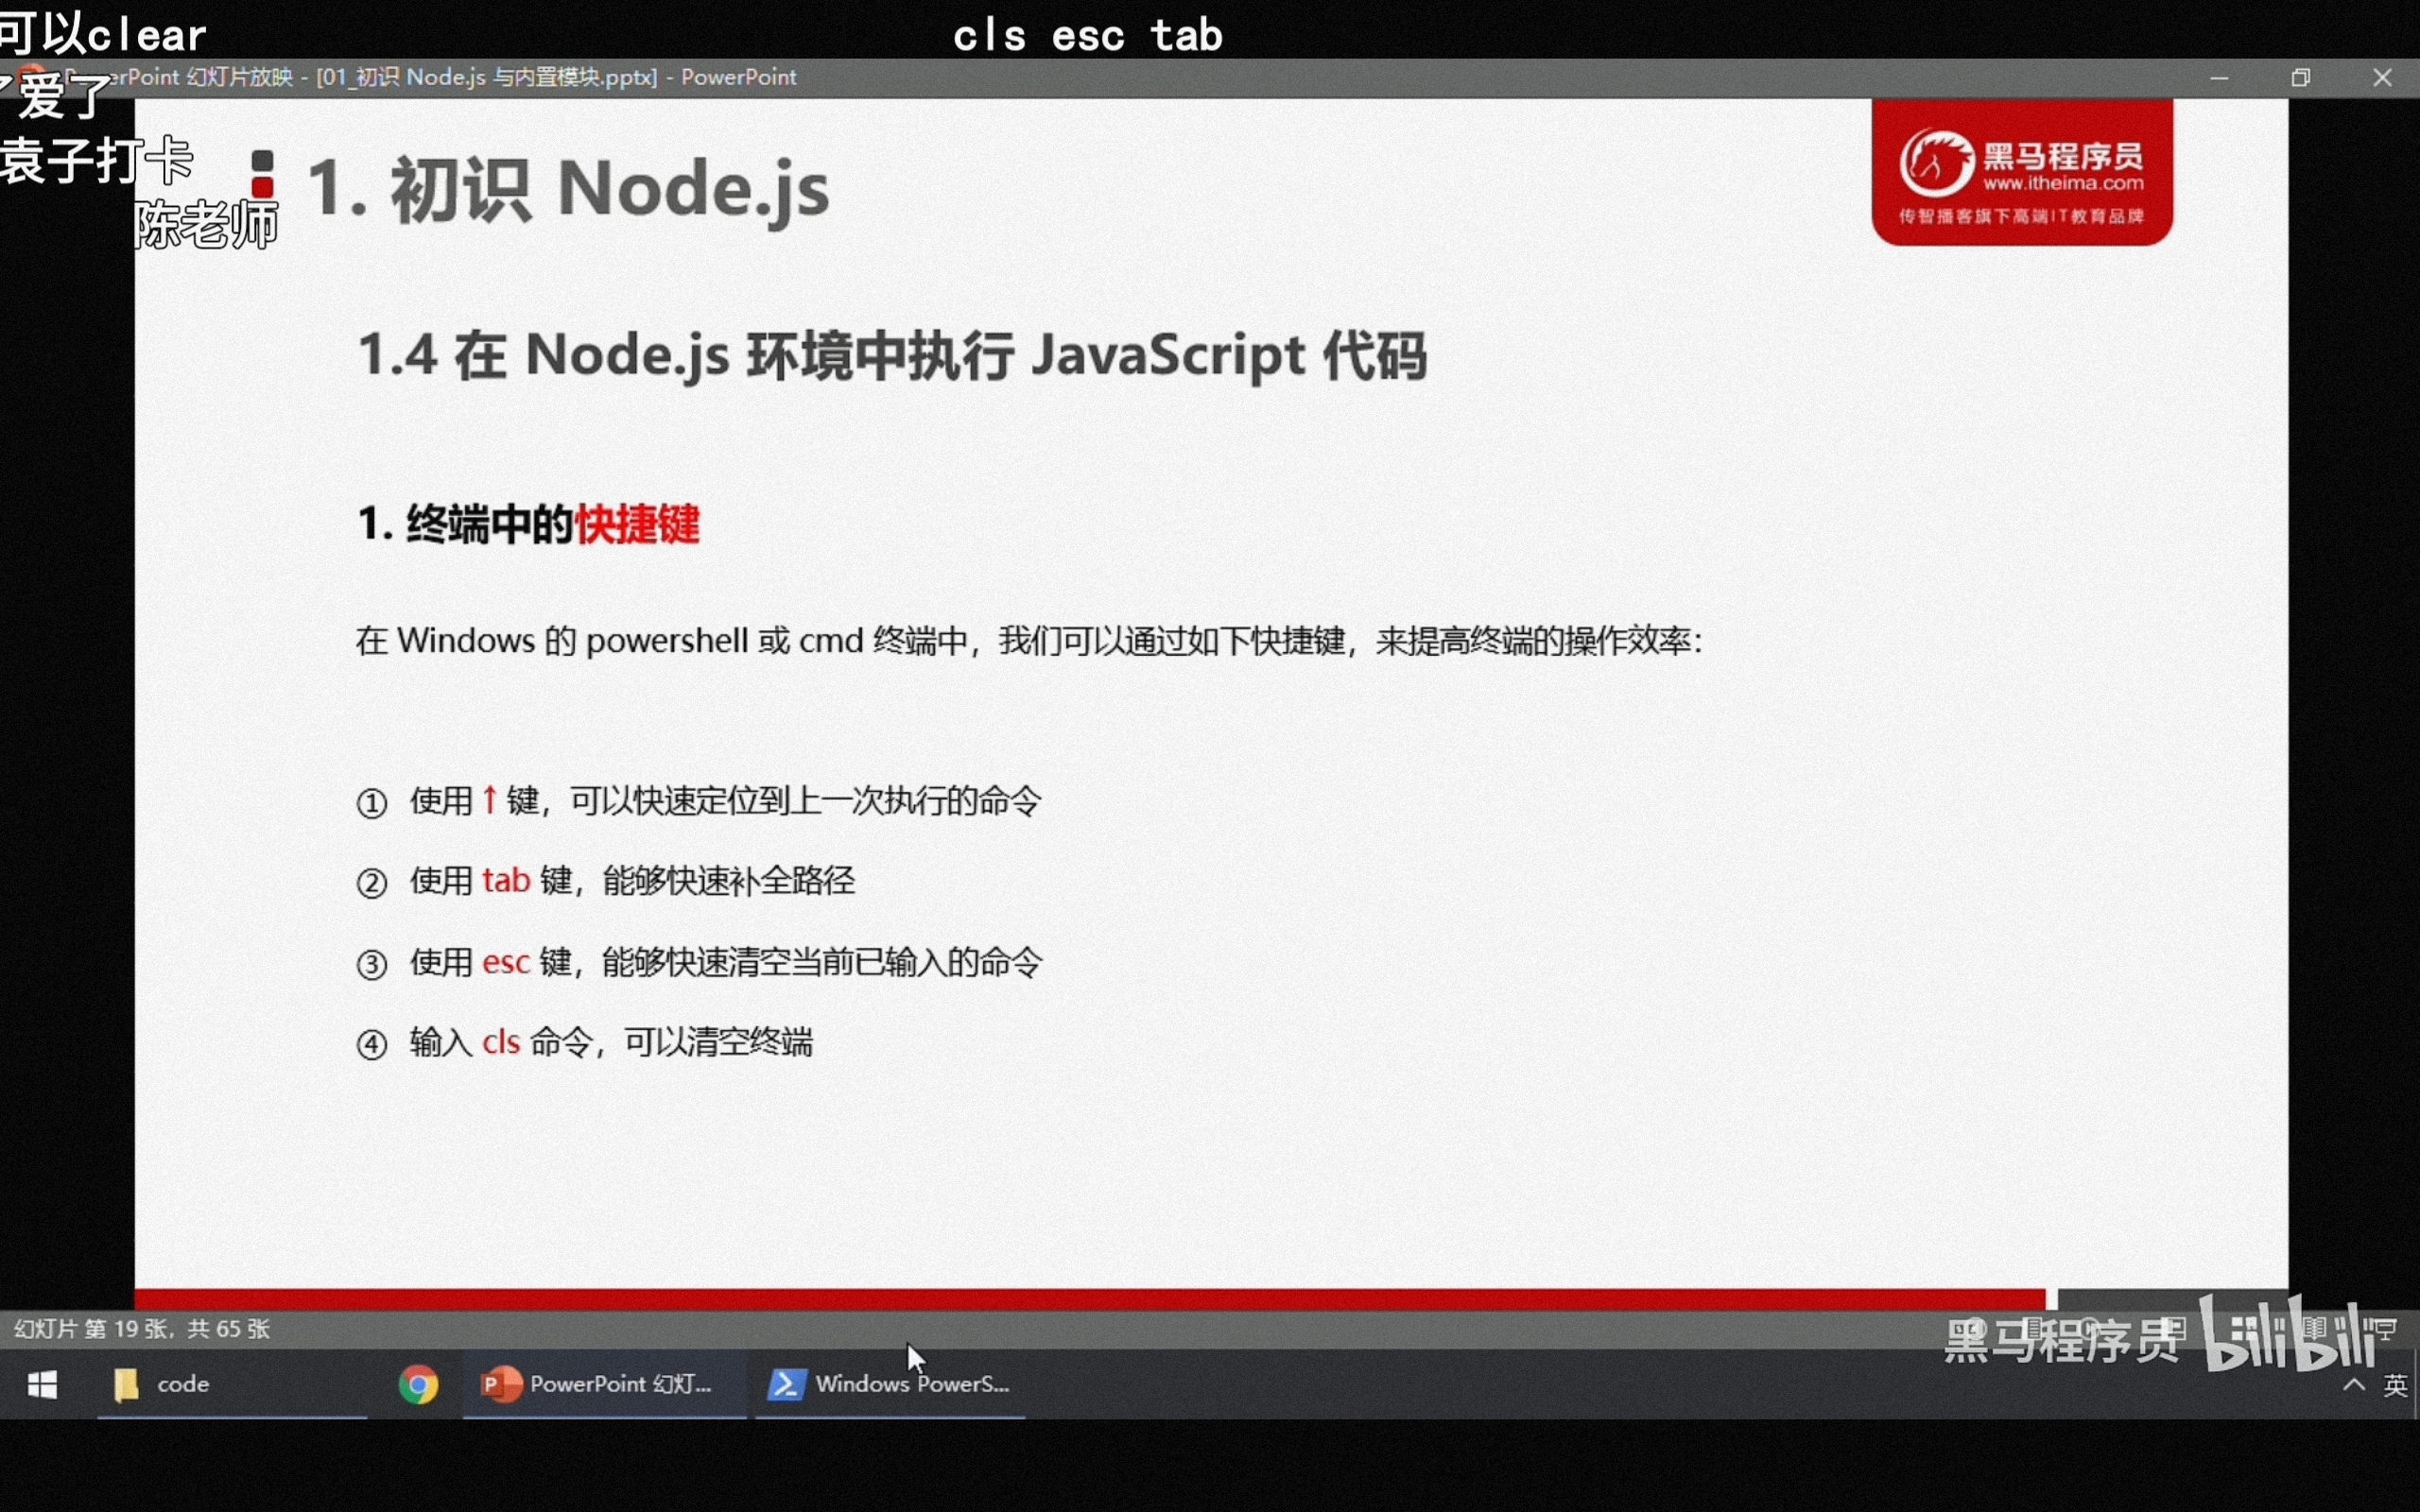 可以clear
cls esc tab
PowerPoint 幻灯片放映 - [01_初识 Node.js 与内置模块.pptx] - PowerPoint
爱了
袁子打卡
陈老师
1. 初识 Node.js
黑马程序员
www.itheima.com
传智播客旗下高端IT教育品牌
1.4 在 Node.js 环境中执行 JavaScript 代码
1. 终端中的快捷键
在 Windows 的 powershell 或 cmd 终端中，我们可以通过如下快捷键，来提高终端的操作效率：
① 使用 ↑ 键，可以快速定位到上一次执行的命令
② 使用 tab 键，能够快速补全路径
③ 使用 esc 键，能够快速清空当前已输入的命令
④ 输入 cls 命令，可以清空终端
幻灯片 第 19 张，共 65 张
黑马程序员 bilibili
code
PowerPoint 幻灯...
Windows PowerS...
英